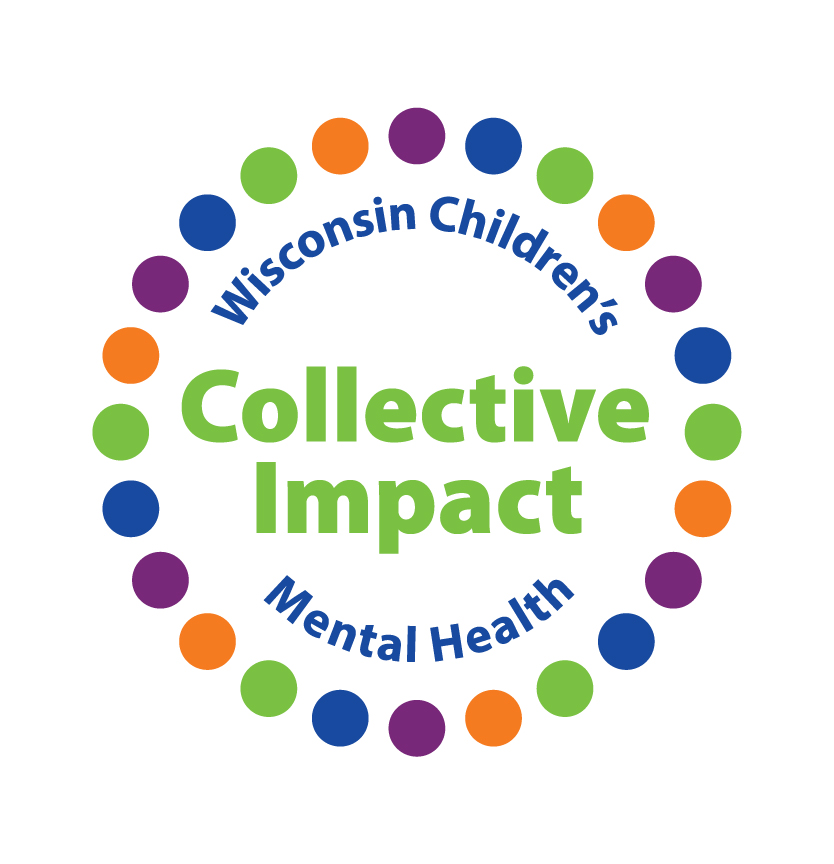 Wisconsin Children’s
Collective
Impact
Mental Health